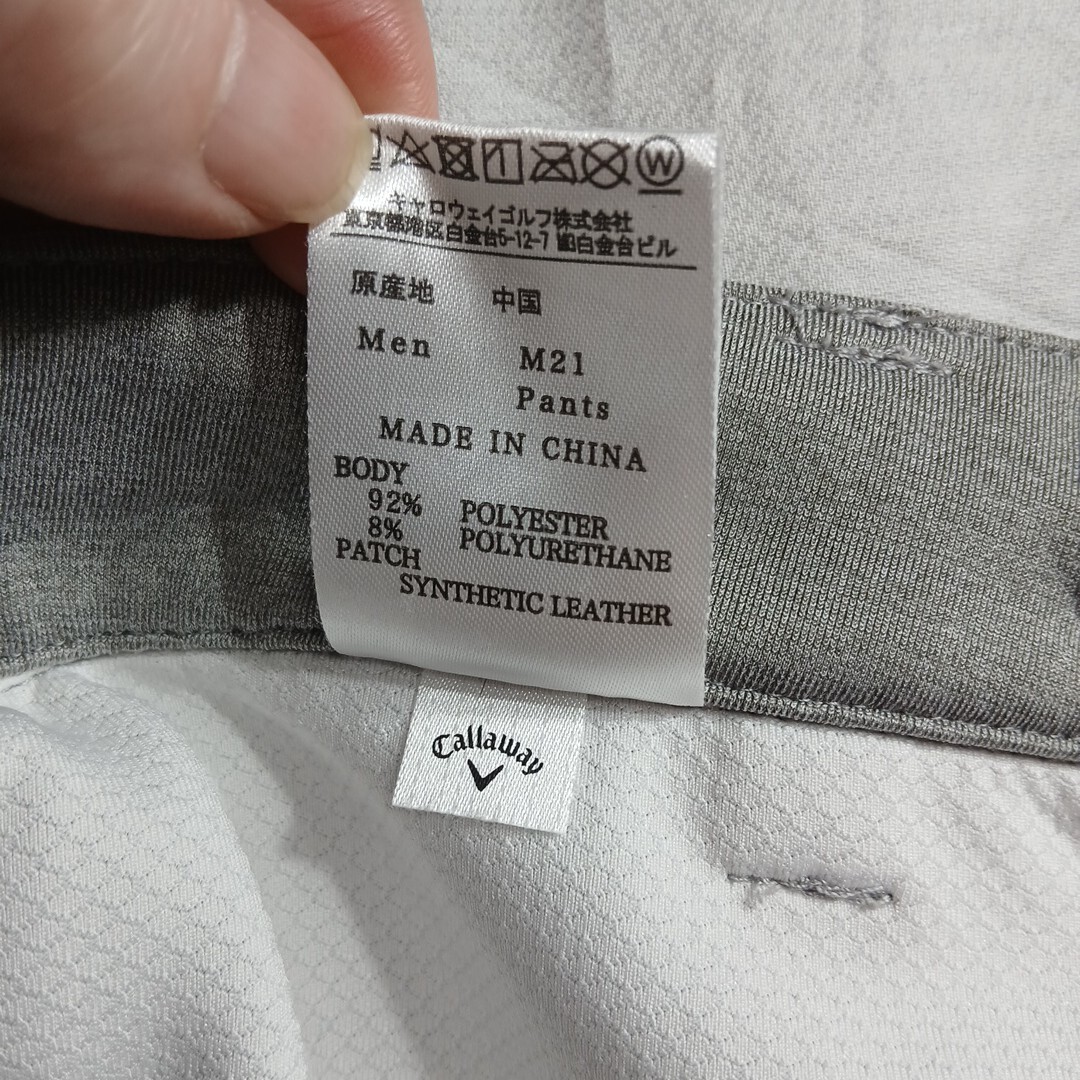 W
キャロウェイゴルフ株式会社
東京都港区白金台5-12-7 MG白金台ビル
原産地 中国
Men M21
Pants
MADE IN CHINA
BODY
92% POLYESTER
8% POLYURETHANE
PATCH
SYNTHETIC LEATHER
Callaway